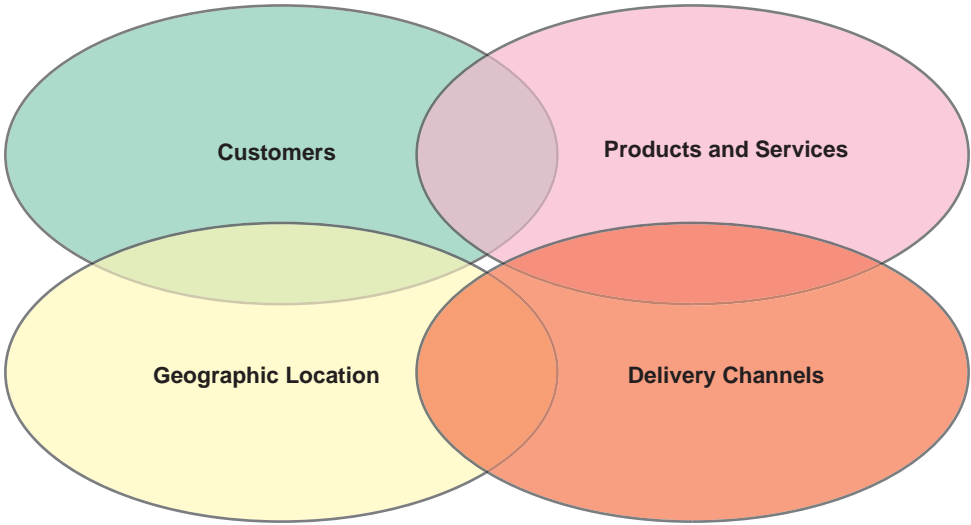 Customers
Products and Services
Geographic Location
Delivery Channels